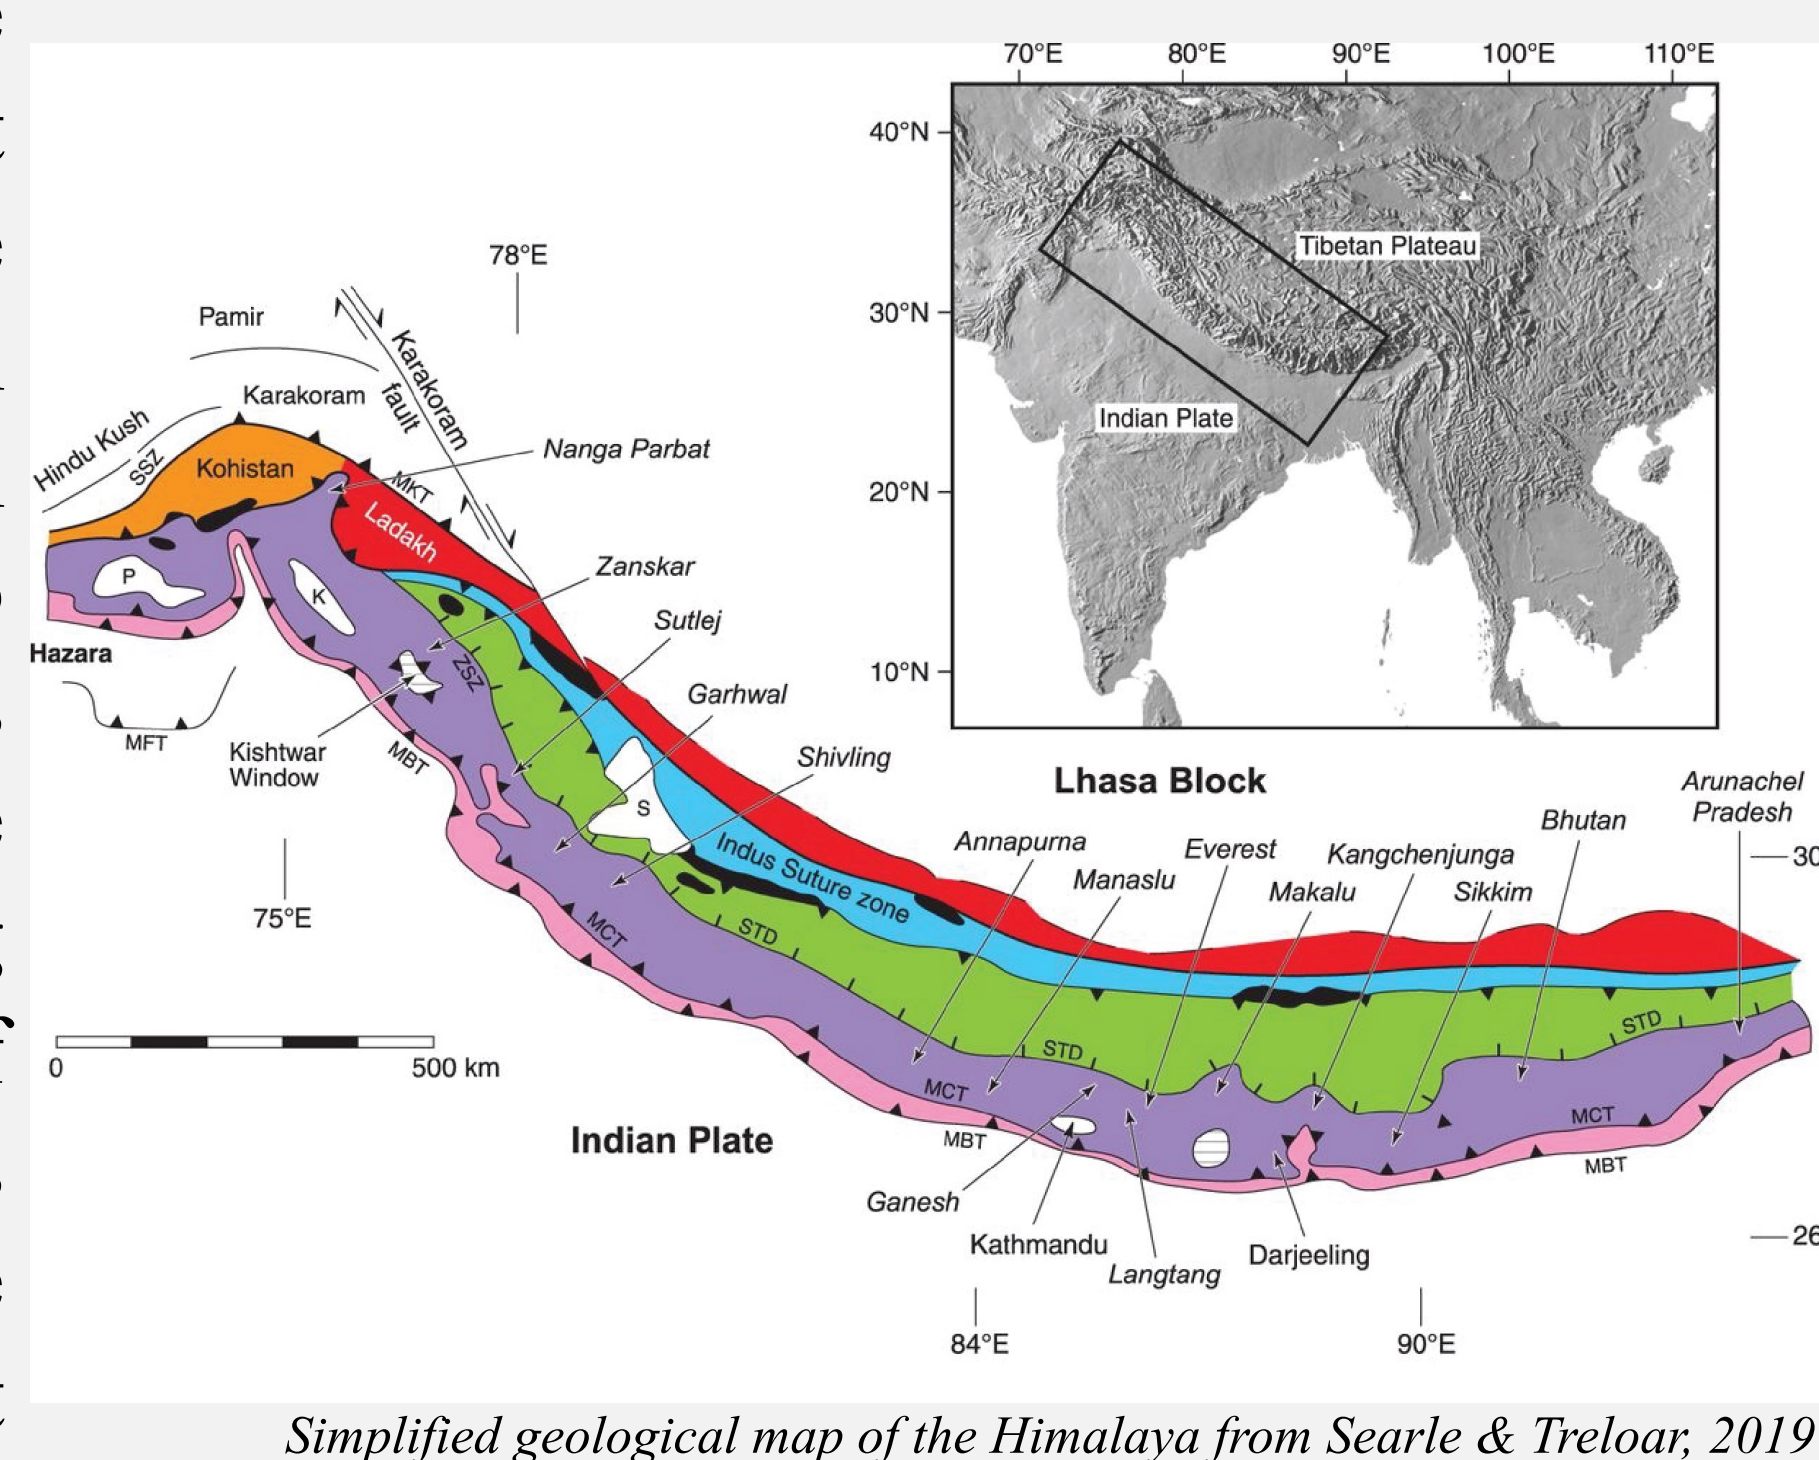 70°E
80°E
90°E
100°E
110°E
40°N
30°N
20°N
10°N
Tibetan Plateau
Indian Plate
78°E
Pamir
Karakoram
fault
Karakoram
Hindu Kush
SSZ
Kohistan
Nanga Parbat
MKT
Ladakh
Zanskar
P
K
Sutlej
Hazara
ZSZ
Garhwal
MFT
Kishtwar
Window
MBT
Shivling
Lhasa Block
Arunachel
Pradesh
S
Indus Suture zone
Annapurna
Everest
Bhutan
Kangchenjunga
Manaslu
Makalu
Sikkim
30
75°E
MCT
STD
STD
STD
0
500 km
MCT
MBT
MCT
MBT
Indian Plate
Ganesh
Kathmandu
Langtang
Darjeeling
26
84°E
90°E
Simplified geological map of the Himalaya from Searle & Treloar, 2019